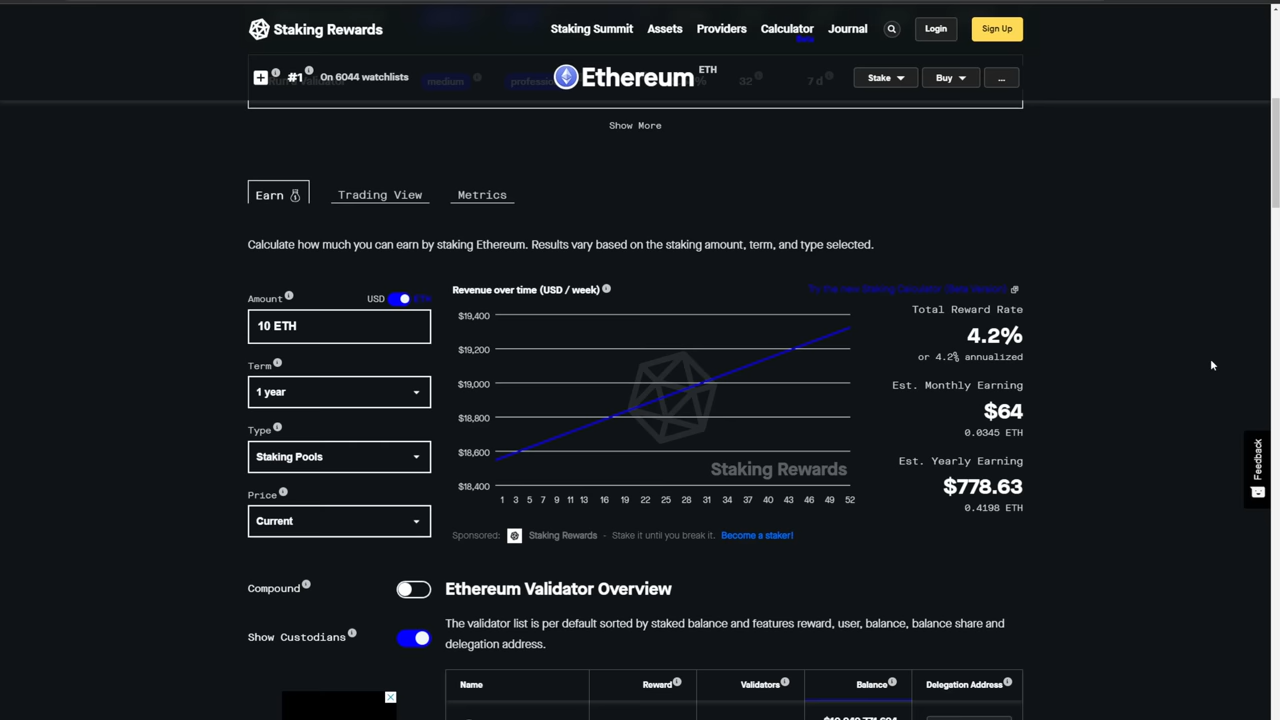 Staking Rewards
Staking Summit
Assets
Providers
Calculator
Beta
Journal
Login
Sign Up
#1
On 6044 watchlists
Ethereum ETH
Stake
Buy
...
medium
32
7 d
Show More
Earn
Trading View
Metrics
Calculate how much you can earn by staking Ethereum. Results vary based on the staking amount, term, and type selected.
Amount
USD
ETH
10 ETH
Term
1 year
Type
Staking Pools
Price
Current
Revenue over time (USD / week)
$19,400
$19,200
$19,000
$18,800
$18,600
$18,400
Staking Rewards
1 3 5 7 9 11 13 16 19 22 25 28 31 34 37 40 43 46 49 52
Sponsored: Staking Rewards - Stake it until you break it. Become a staker!
Total Reward Rate
4.2%
or 4.2% annualized
Est. Monthly Earning
$64
0.0345 ETH
Est. Yearly Earning
$778.63
0.4198 ETH
Feedback
Compound
Show Custodians
Ethereum Validator Overview
The validator list is per default sorted by staked balance and features reward, user, balance, balance share and
delegation address.
Name
Reward
Validators
Balance
Delegation Address